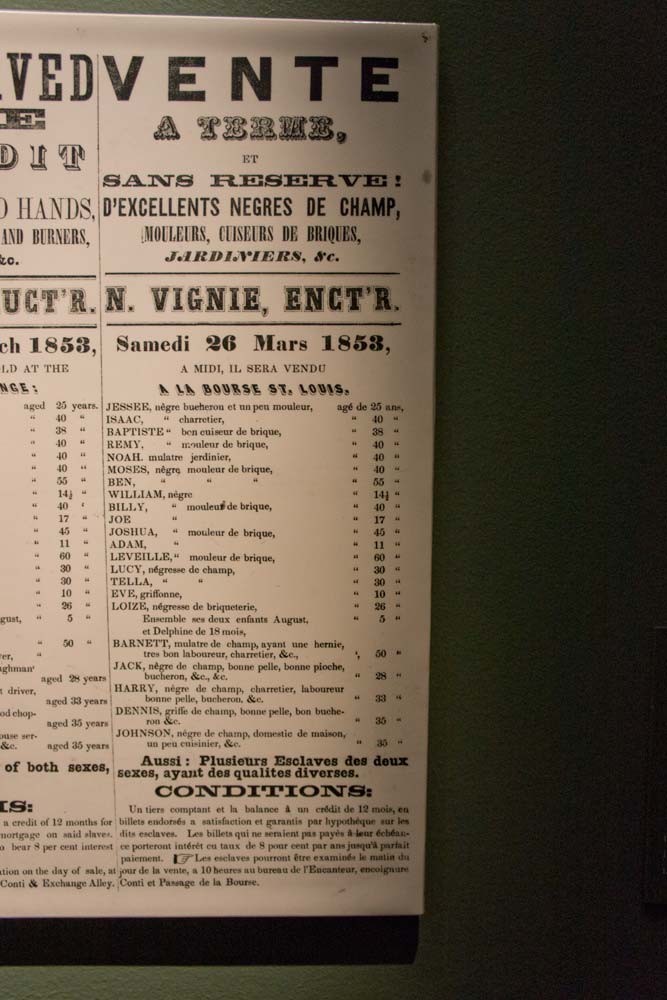 VED
E
DIT
D HANDS,
AND BURNERS,
&c.
UCT'R.
ch 1853,
LD AT THE
NGE:
aged 25 years.
“ 40 “
“ 38 “
“ 40 “
“ 40 “
“ 40 “
“ 55 “
“ 14½ “
“ 40 “
“ 17 “
“ 45 “
“ 11 “
“ 60 “
“ 30 “
“ 30 “
“ 10 “
“ 26 “
gust, “ 5 “
“ 50 “
er,
ughman
aged 28 years
t driver,
aged 33 years
od chop-
aged 35 years
ouse ser-
&c. aged 35 years
of both sexes,
IS:
a credit of 12 months for
mortgage on said slaves.
o bear 8 per cent interest
ation on the day of sale, at
Conti & Exchange Alley.
VENTE
A TERME,
ET
SANS RESERVE!
D'EXCELLENTS NEGRES DE CHAMP,
MOULEURS, CUISEURS DE BRIQUES,
JARDINIERS, &c.
N. VIGNIE, ENCT'R.
Samedi 26 Mars 1853,
A MIDI, IL SERA VENDU
A LA BOURSE ST. LOUIS.
JESSEE, nègre bucheron et un peu mouleur, agé de 25 ans,
ISAAC, “ charretier, “ 40 “
BAPTISTE “ bon cuiseur de brique, “ 38 “
REMY, “ mouleur de brique, “ 40 “
NOAH. mulatre jerdinier, “ 40 “
MOSES, nègre mouleur de brique, “ 40 “
BEN, “ “ “ “ 55 “
WILLIAM, nègre “ 14½ “
BILLY, “ mouleur de brique, “ 40 “
JOE “ “ 17 “
JOSHUA, “ mouleur de brique, “ 45 “
ADAM, “ “ 11 “
LEVEILLE, “ mouleur de brique, “ 60 “
LUCY, négresse de champ, “ 30 “
TELLA, “ “ “ 30 “
EVE, griffonne, “ 10 “
LOIZE, négresse de briqueterie, “ 26 “
Ensemble ses deux enfants August, “ 5 “
et Delphine de 18 mois,
BARNETT, mulatre de champ, ayant une hernie,
tres bon laboureur, charretier, &c., “ 50 “
JACK, nègre de champ, bonne pelle, bonne pioche,
bucheron, &c., &c. “ 28 “
HARRY, nègre de champ, charretier, laboureur
bonne pelle, bucheron, &c. “ 33 “
DENNIS, griffe de champ, bonne pelle, bon buche-
ron &c. “ 35 “
JOHNSON, nègre de champ, domestic de maison,
un peu cuisinier, &c. “ 35 “
Aussi: Plusieurs Esclaves des deux
sexes, ayant des qualites diverses.
CONDITIONS:
Un tiers comptant et la balance à un crédit de 12 mois, en
billets endorsés a satisfaction et garantis par hypothéque sur les
dits esclaves. Les billets qui ne seraient pas payés à leur échéan-
ce porteront intérêt cu taux de 8 pour cent par ans jusqu'à parfait
paiement. ☞ Les esclaves pourront être examinés le matin du
jour de la vente, a 10 heures au bureau de l'Encanteur, encoignure
Conti et Passage de la Bourse.